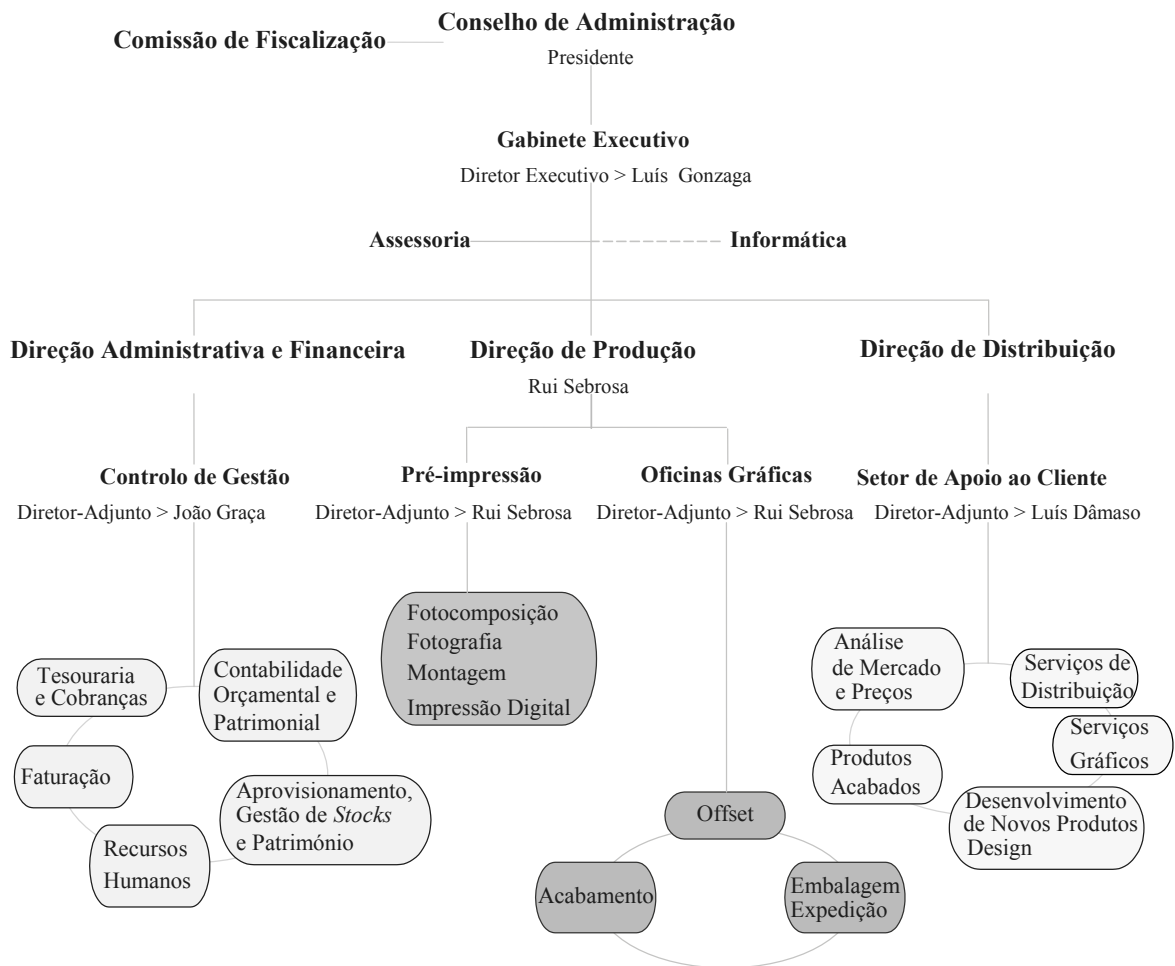 Conselho de Administração
Comissão de Fiscalização
Presidente
Gabinete Executivo
Diretor Executivo > Luís Gonzaga
Assessoria
Informática
Direção Administrativa e Financeira
Direção de Produção
Rui Sebrosa
Direção de Distribuição
Controlo de Gestão
Diretor-Adjunto > João Graça
Pré-impressão
Diretor-Adjunto > Rui Sebrosa
Oficinas Gráficas
Diretor-Adjunto > Rui Sebrosa
Setor de Apoio ao Cliente
Diretor-Adjunto > Luís Dâmaso
Tesouraria
e Cobranças
Contabilidade
Orçamental e
Patrimonial
Faturação
Aprovisionamento,
Gestão de Stocks
e Património
Recursos
Humanos
Fotocomposição
Fotografia
Montagem
Impressão Digital
Offset
Acabamento
Embalagem
Expedição
Análise
de Mercado
e Preços
Serviços de
Distribuição
Serviços
Gráficos
Produtos
Acabados
Desenvolvimento
de Novos Produtos
Design